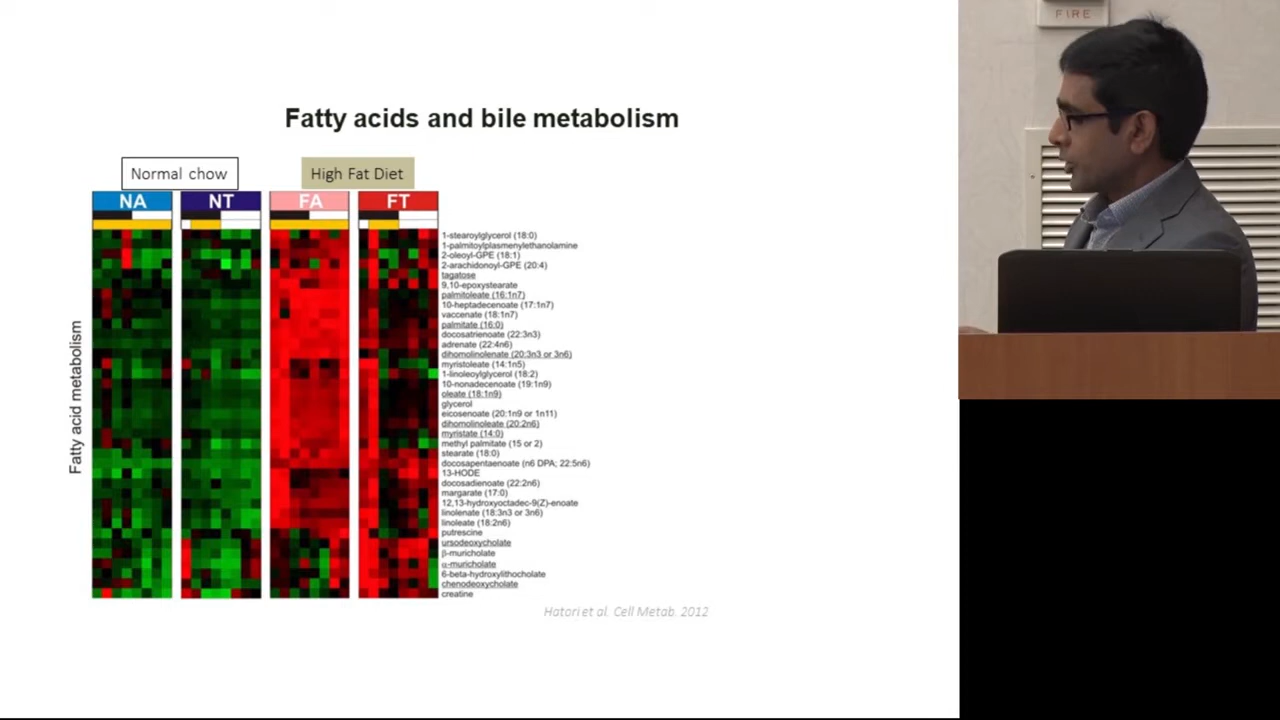 FIRE
Fatty acids and bile metabolism
Normal chow
High Fat Diet
NA
NT
FA
FT
Fatty acid metabolism
1-stearoylglycerol (18:0)
1-palmitoylplasmenylethanolamine
2-oleoyl-GPE (18:1)
2-arachidonoyl-GPE (20:4)
tagatose
9,10-epoxystearate
palmitoleate (16:1n7)
10-heptadecenoate (17:1n7)
vaccenate (18:1n7)
palmitate (16:0)
docosatrienoate (22:3n3)
adrenate (22:4n6)
dihomolinolenate (20:3n3 or 3n6)
myristoleate (14:1n5)
1-linoleoylglycerol (18:2)
10-nonadecenoate (19:1n9)
oleate (18:1n9)
glycerol
eicosenoate (20:1n9 or 1n11)
dihomolinoleate (20:2n6)
myristate (14:0)
methyl palmitate (15 or 2)
stearate (18:0)
docosapentaenoate (n6 DPA; 22:5n6)
13-HODE
docosadienoate (22:2n6)
margarate (17:0)
12,13-hydroxyoctadec-9(Z)-enoate
linolenate (18:3n3 or 3n6)
linoleate (18:2n6)
putrescine
ursodeoxycholate
β-muricholate
α-muricholate
6-beta-hydroxylithocholate
chenodeoxycholate
creatine
Hatori et al. Cell Metab. 2012